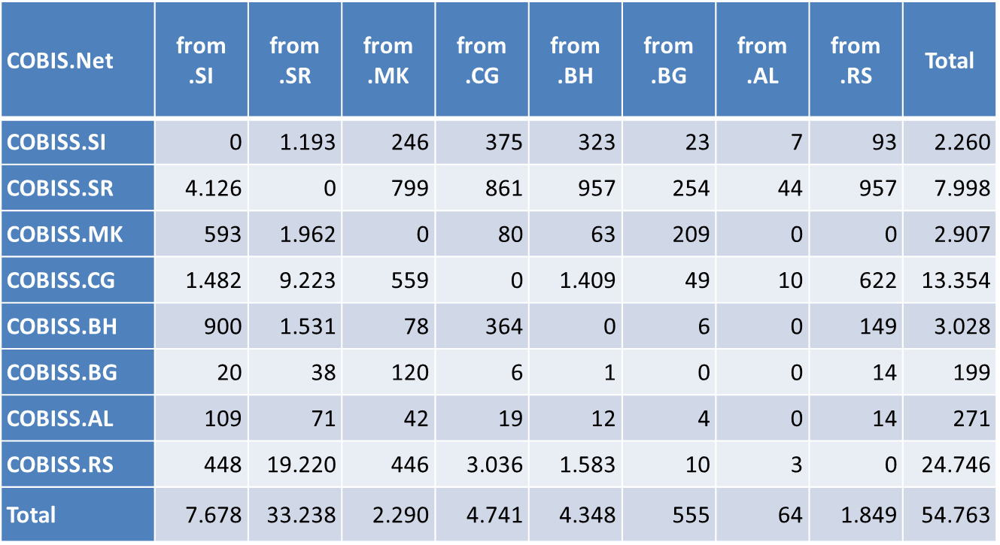 COBIS.Net from .SI from .SR from .MK from .CG from .BH from .BG from .AL from .RS Total
COBISS.SI 0 1.193 246 375 323 23 7 93 2.260
COBISS.SR 4.126 0 799 861 957 254 44 957 7.998
COBISS.MK 593 1.962 0 80 63 209 0 0 2.907
COBISS.CG 1.482 9.223 559 0 1.409 49 10 622 13.354
COBISS.BH 900 1.531 78 364 0 6 0 149 3.028
COBISS.BG 20 38 120 6 1 0 0 14 199
COBISS.AL 109 71 42 19 12 4 0 14 271
COBISS.RS 448 19.220 446 3.036 1.583 10 3 0 24.746
Total 7.678 33.238 2.290 4.741 4.348 555 64 1.849 54.763